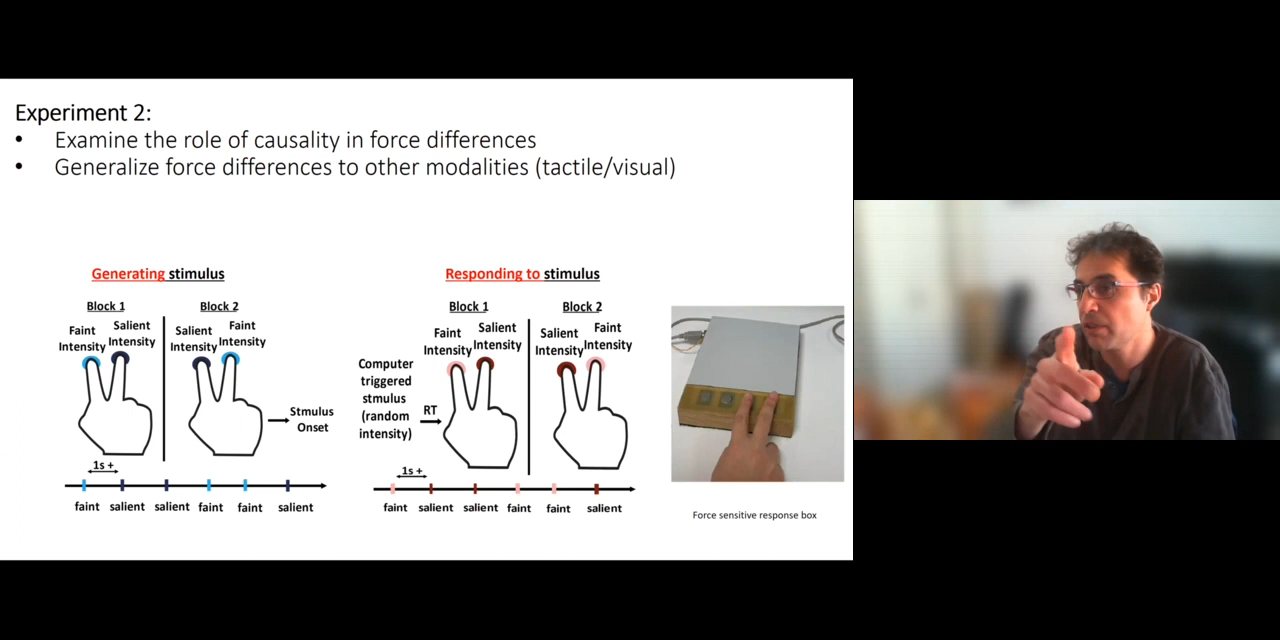 Experiment 2:
• Examine the role of causality in force differences
• Generalize force differences to other modalities (tactile/visual)
Generating stimulus
Block 1
Block 2
Faint
Intensity
Salient
Intensity
Salient
Intensity
Faint
Intensity
Stmulus
Onset
1s +
faint salient salient faint faint salient
Responding to stimulus
Block 1
Block 2
Faint
Intensity
Salient
Intensity
Salient
Intensity
Faint
Intensity
Computer
triggered
stmulus
(random
intensity)
RT
1s +
faint salient salient faint faint salient
Force sensitive response box